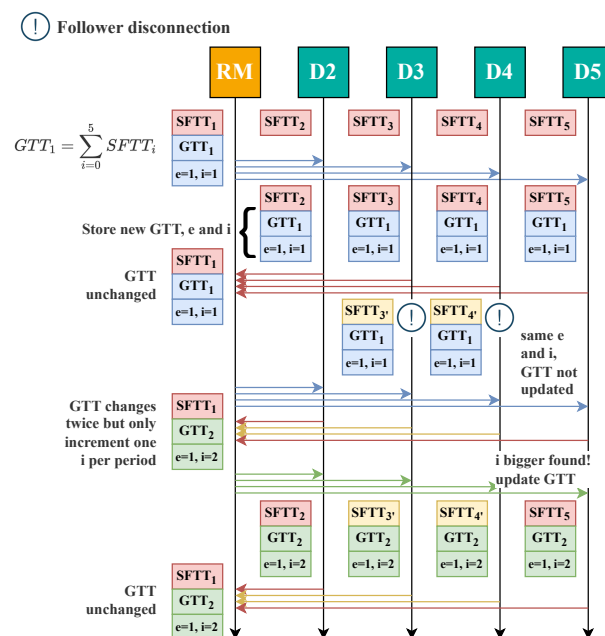 ! Follower disconnection
RM D2 D3 D4 D5
SFTT1 SFTT2 SFTT3 SFTT4 SFTT5
GTT1 = ∑ SFTTi
5
i=0
GTT1
e=1, i=1
SFTT2 SFTT3 SFTT4 SFTT5
GTT1 GTT1 GTT1 GTT1
e=1, i=1 e=1, i=1 e=1, i=1 e=1, i=1
Store new GTT, e and i
SFTT1
GTT1
e=1, i=1
GTT
unchanged
SFTT3' ! SFTT4' !
GTT1 GTT1
e=1, i=1 e=1, i=1
same e
and i,
GTT not
updated
GTT changes
twice but only
increment one
i per period
SFTT1
GTT2
e=1, i=2
i bigger found!
update GTT
SFTT2 SFTT3' SFTT4' SFTT5
GTT2 GTT2 GTT2 GTT2
e=1, i=2 e=1, i=2 e=1, i=2 e=1, i=2
GTT
unchanged
SFTT1
GTT2
e=1, i=2